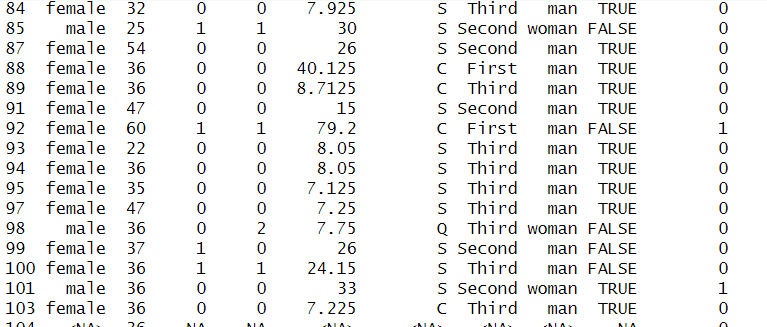 84 female 32 0 0 7.925 S Third man TRUE 0
85 male 25 1 1 30 S Second woman FALSE 0
87 female 54 0 0 26 S Second man TRUE 0
88 female 36 0 0 40.125 C First man TRUE 0
89 female 36 0 0 8.7125 C Third man TRUE 0
91 female 47 0 0 15 S Second man TRUE 0
92 female 60 1 1 79.2 C First man FALSE 1
93 female 22 0 0 8.05 S Third man TRUE 0
94 female 36 0 0 8.05 S Third man TRUE 0
95 female 35 0 0 7.125 S Third man TRUE 0
97 female 47 0 0 7.25 S Third man TRUE 0
98 male 36 0 2 7.75 Q Third woman FALSE 0
99 female 37 1 0 26 S Second man FALSE 0
100 female 36 1 1 24.15 S Third man FALSE 0
101 male 36 0 0 33 S Second woman TRUE 1
103 female 36 0 0 7.225 C Third man TRUE 0
104 <NA> 36 NA NA <NA> <NA> <NA> <NA> NA 0